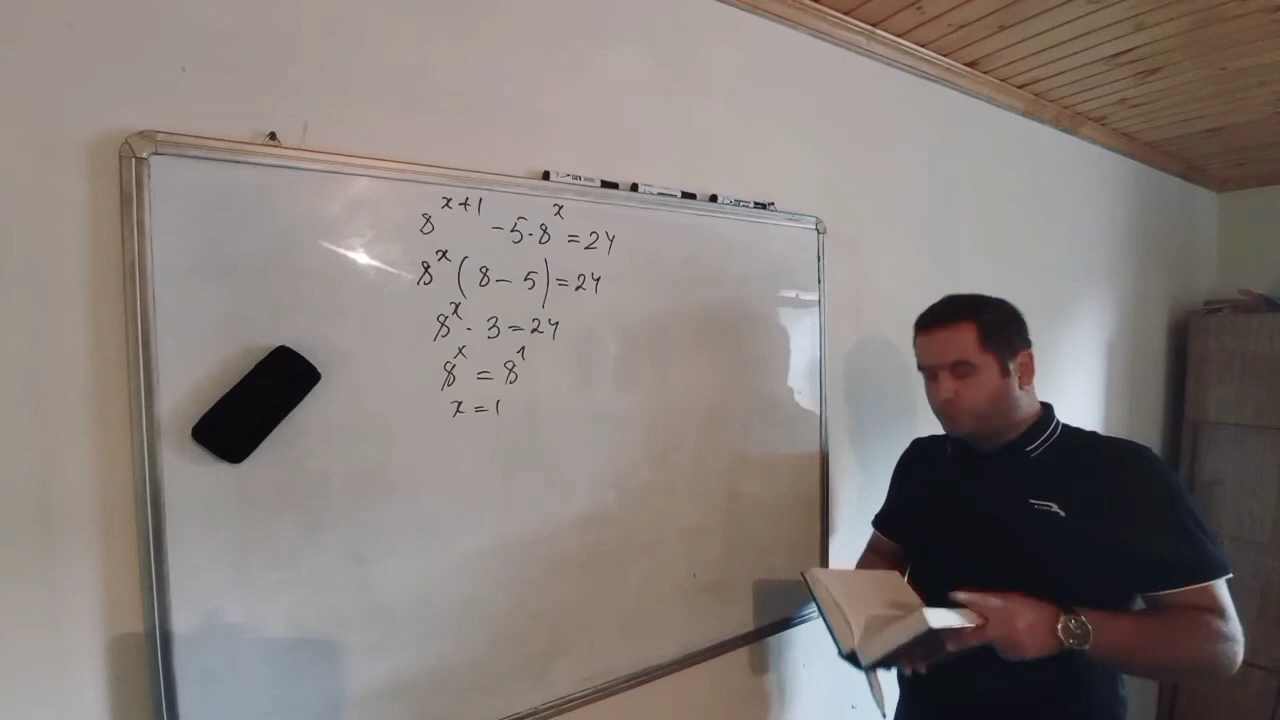 8^{x+1} - 5·8^x = 24
8^x (8 - 5) = 24
8^x · 3 = 24
8^x = 8^1
x = 1